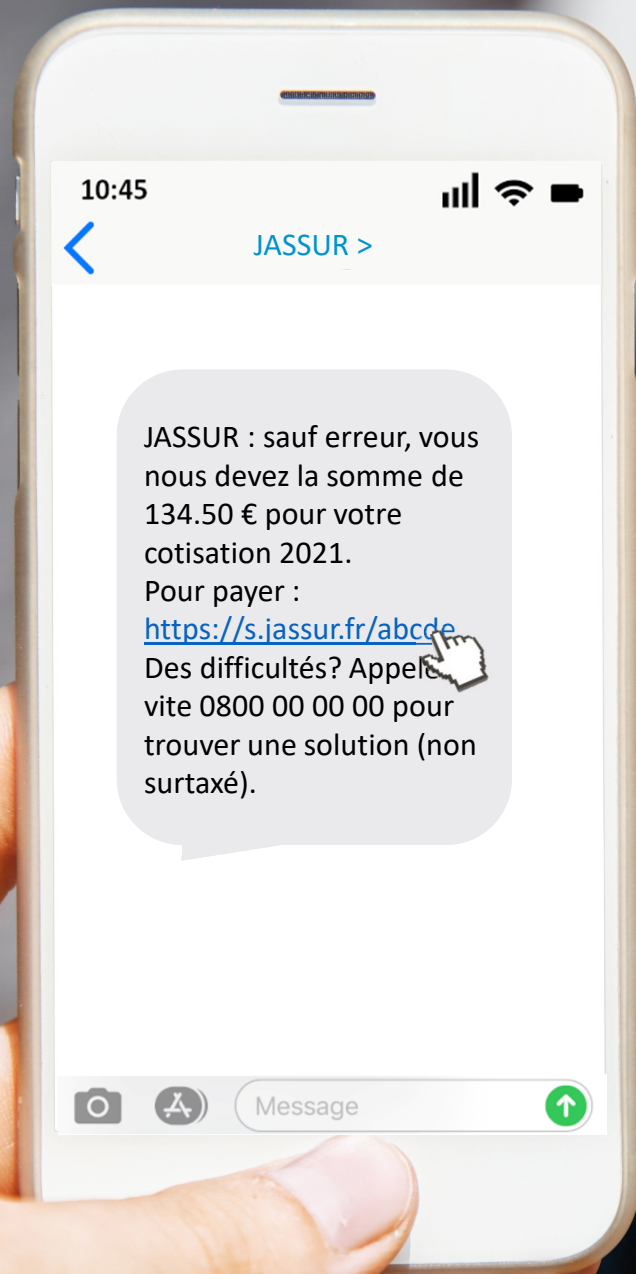 10:45
JASSUR >
JASSUR : sauf erreur, vous
nous devez la somme de
134.50 € pour votre
cotisation 2021.
Pour payer :
https://s.jassur.fr/abcde
Des difficultés? Appelez
vite 0800 00 00 00 pour
trouver une solution (non
surtaxé).
Message